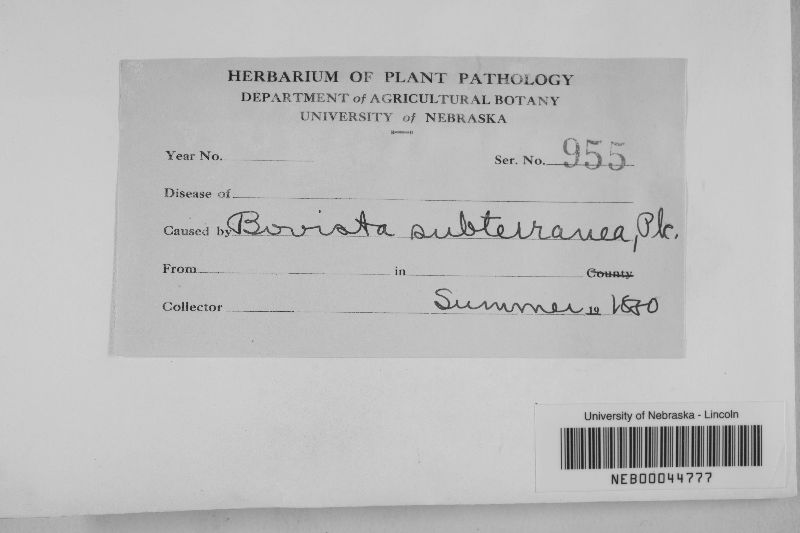 HERBARIUM OF PLANT PATHOLOGY
DEPARTMENT of AGRICULTURAL BOTANY
UNIVERSITY of NEBRASKA
Year No. Ser. No. 955
Disease of
Caused by Bovista subterranea, Pk.
From in County
Collector Summer 19 1880
University of Nebraska - Lincoln
NEB00044777